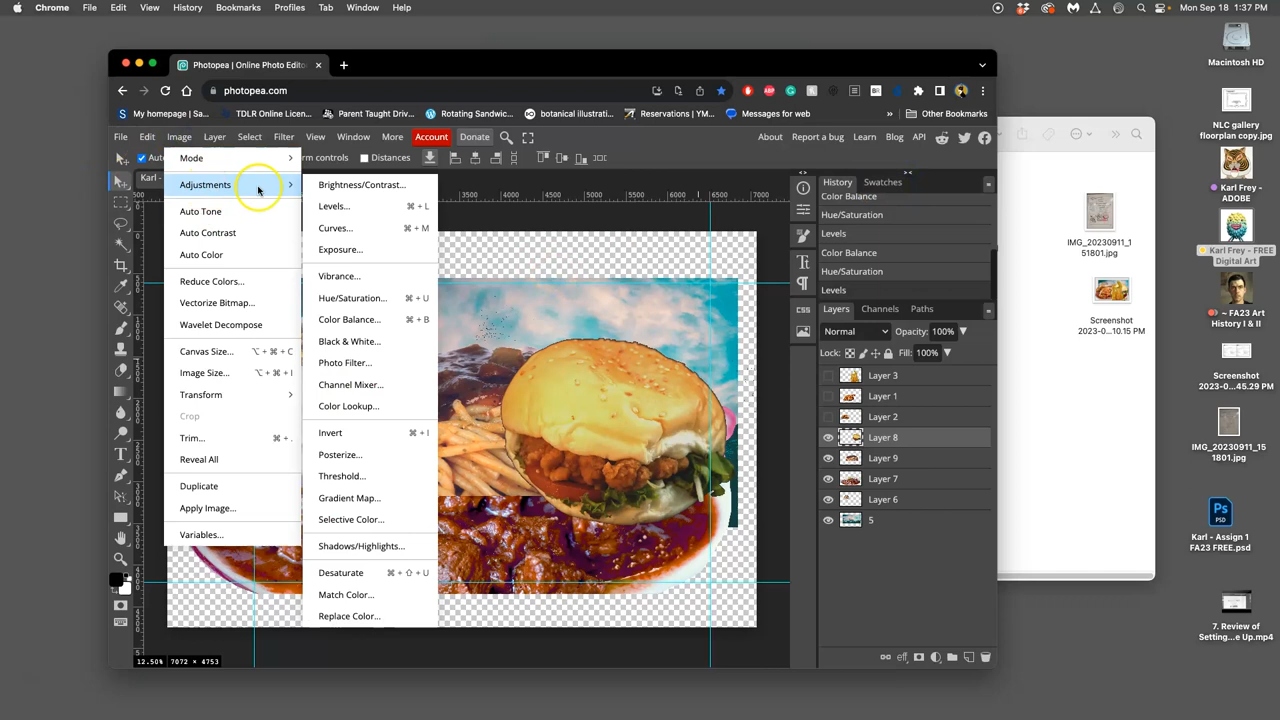 Chrome File Edit View History Bookmarks Profiles Tab Window Help Mon Sep 18 1:37 PM
Photopea | Online Photo Edito
photopea.com
My homepage | Sa... TDLR Online Licen... Parent Taught Driv... Rotating Sandwic... botanical illustrati... Reservations | YM... Messages for web » Other Bookmarks
File Edit Image Layer Select Filter View Window More Account Donate About Report a bug Learn Blog API
Auto rm controls Distances
Karl -
500 3500 4000 4500 5000 5500 6000 6500 7000
Mode
Adjustments
Auto Tone
Auto Contrast
Auto Color
Reduce Colors...
Vectorize Bitmap...
Wavelet Decompose
Canvas Size... ⌥ + ⌘ + C
Image Size... ⌥ + ⌘ + I
Transform
Crop
Trim... ⌘ + .
Reveal All
Duplicate
Apply Image...
Variables...
Brightness/Contrast...
Levels... ⌘ + L
Curves... ⌘ + M
Exposure...
Vibrance...
Hue/Saturation... ⌘ + U
Color Balance... ⌘ + B
Black & White...
Photo Filter...
Channel Mixer...
Color Lookup...
Invert ⌘ + I
Posterize...
Threshold...
Gradient Map...
Selective Color...
Shadows/Highlights...
Desaturate ⌘ + ⇧ + U
Match Color...
Replace Color...
History Swatches
Color Balance
Hue/Saturation
Levels
Color Balance
Hue/Saturation
Levels
CSS
Layers Channels Paths
Normal Opacity: 100%
Lock: Fill: 100%
Layer 3
Layer 1
Layer 2
Layer 8
Layer 9
Layer 7
Layer 6
5
eff
12.50% 7072 × 4753
IMG_20230911_1
51801.jpg
Screenshot
2023-0...10.15 PM
Macintosh HD
NLC gallery
floorplan copy.jpg
Karl Frey -
ADOBE
Karl Frey - FREE
Digital Art
~ FA23 Art
History I & II
Screenshot
2023-0...45.29 PM
IMG_20230911_1
51801.jpg
Ps
PSD
Karl - Assign 1
FA23 FREE.psd
7. Review of
Setting...e Up.mp4